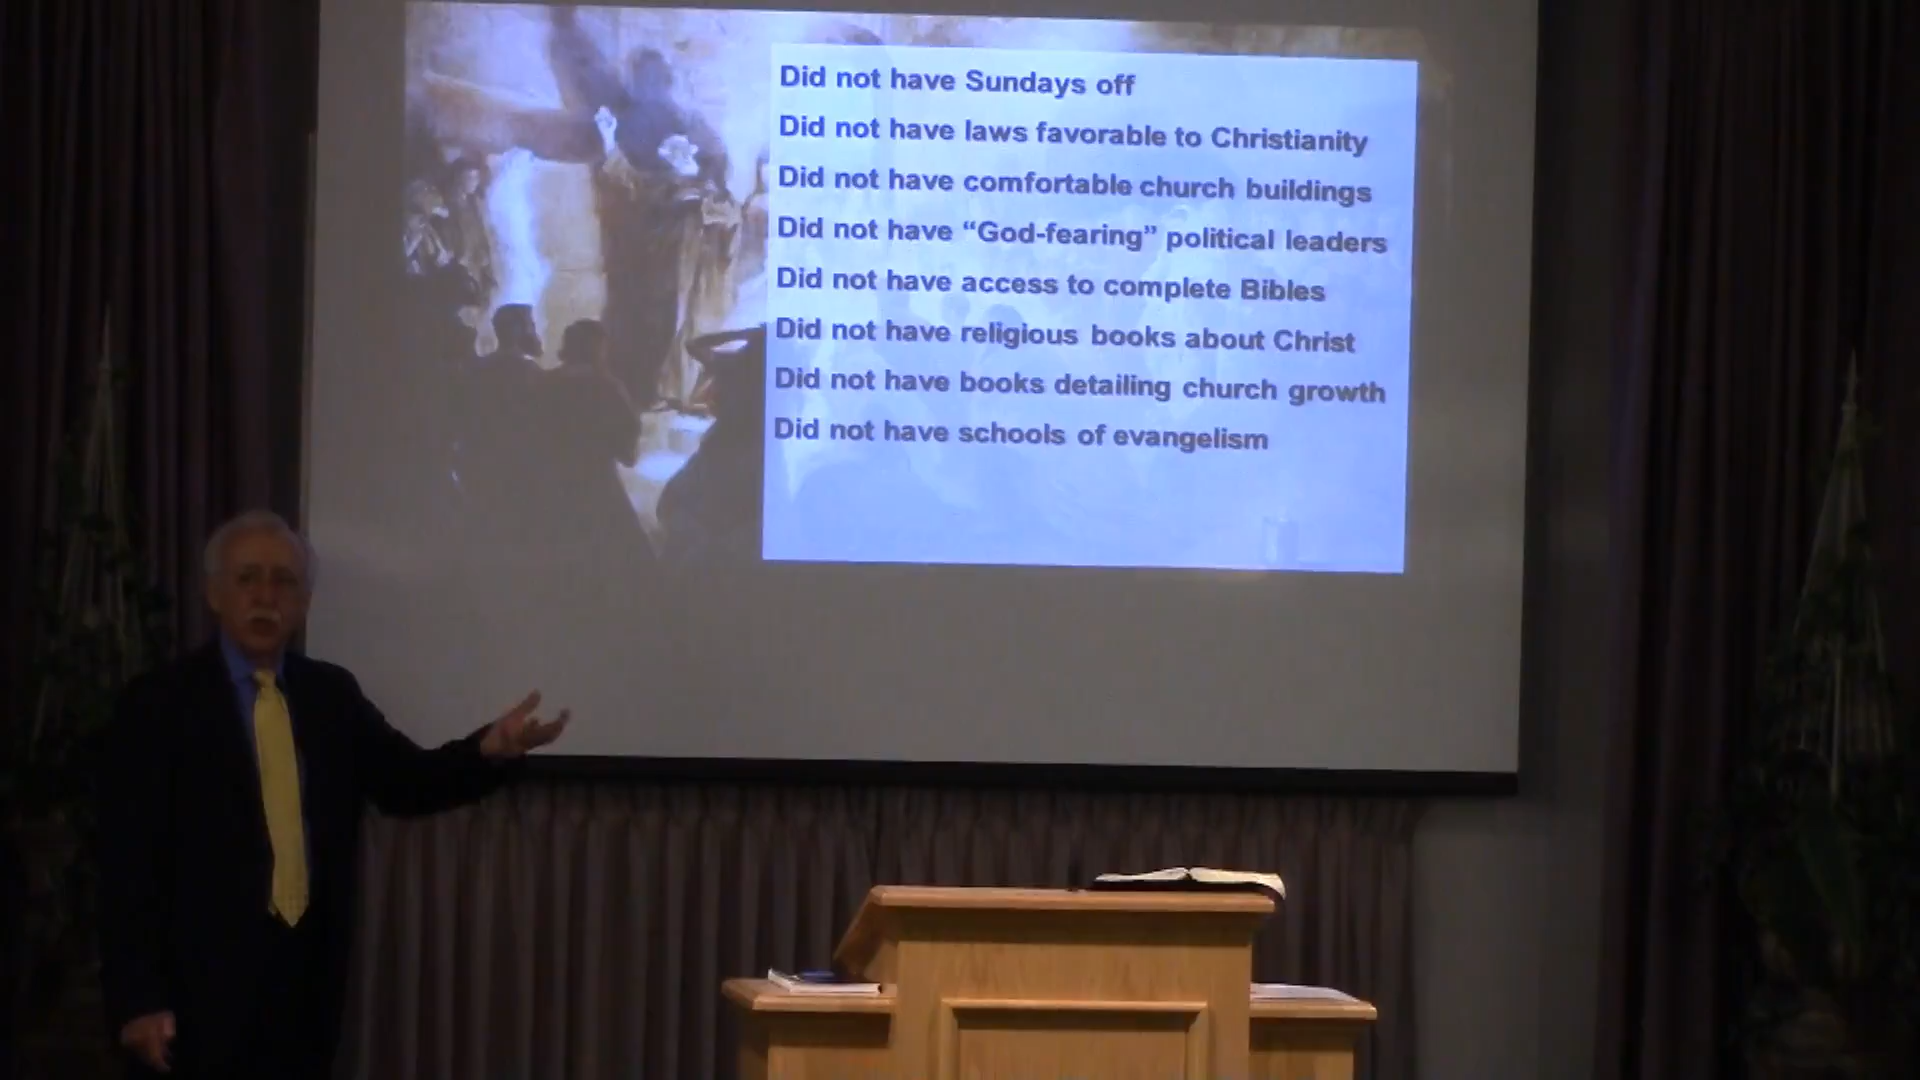 Did not have Sundays off
Did not have laws favorable to Christianity
Did not have comfortable church buildings
Did not have “God-fearing” political leaders
Did not have access to complete Bibles
Did not have religious books about Christ
Did not have books detailing church growth
Did not have schools of evangelism